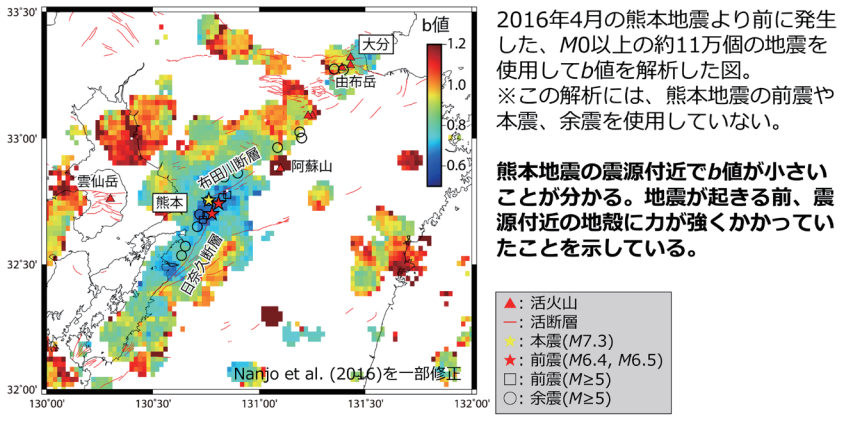 33°30'
33°00'
32°30'
32°00'
130°00'
130°30'
131°00'
131°30'
132°00'
b値
1.2
1.0
0.8
0.6
大分
由布岳
布田川断層
阿蘇山
雲仙岳
熊本
日奈久断層
Nanjo et al. (2016)を一部修正
2016年4月の熊本地震より前に発生
した、M0以上の約11万個の地震を
使用してb値を解析した図。
※この解析には、熊本地震の前震や
本震、余震を使用していない。
熊本地震の震源付近でb値が小さい
ことが分かる。地震が起きる前、震
源付近の地殻に力が強くかかってい
たことを示している。
: 活火山
: 活断層
: 本震(M7.3)
: 前震(M6.4, M6.5)
: 前震(M≥5)
: 余震(M≥5)